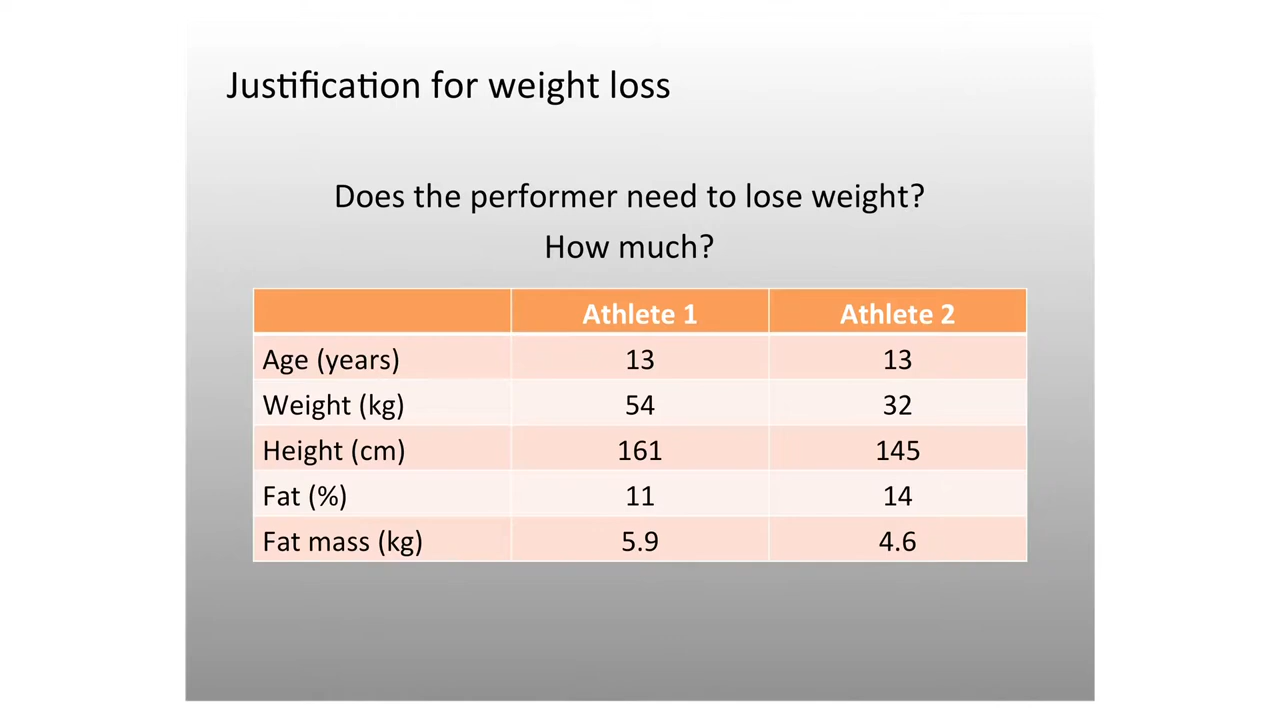 Justification for weight loss
Does the performer need to lose weight?
How much?
Athlete 1 Athlete 2
Age (years) 13 13
Weight (kg) 54 32
Height (cm) 161 145
Fat (%) 11 14
Fat mass (kg) 5.9 4.6